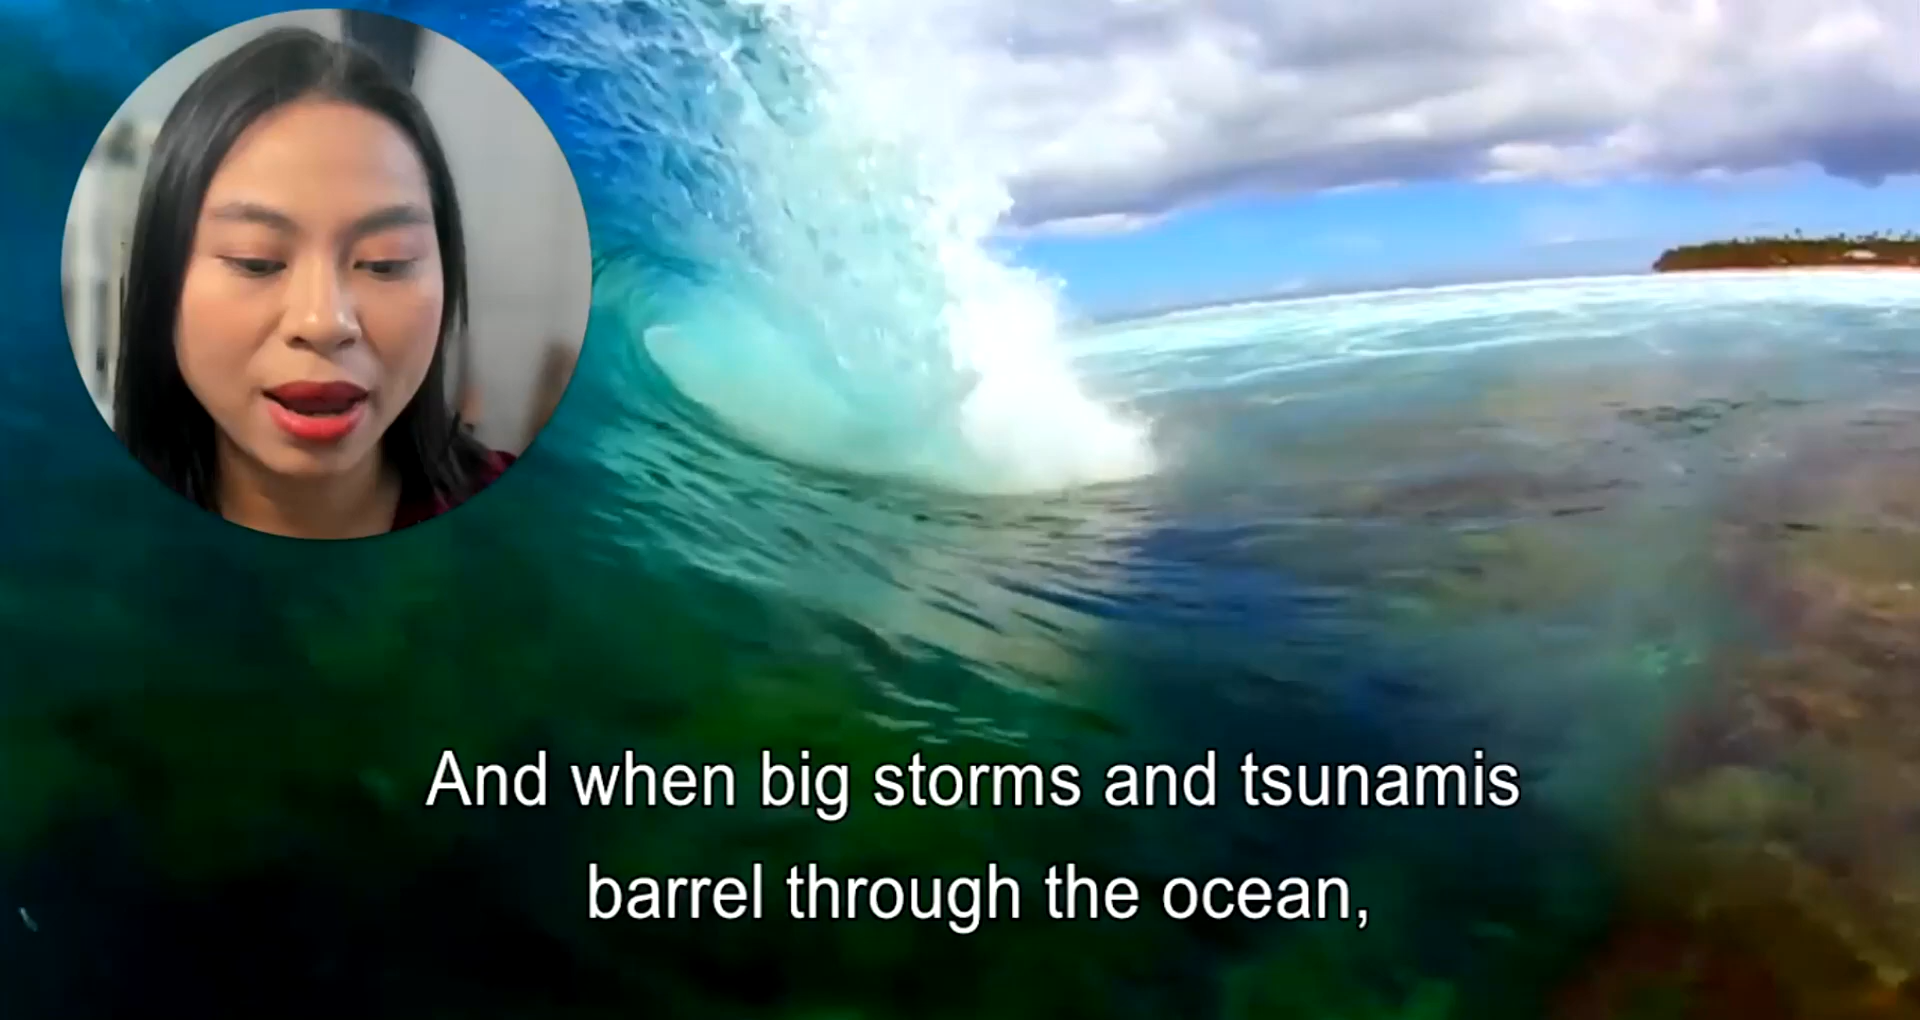 And when big storms and tsunamis
barrel through the ocean,